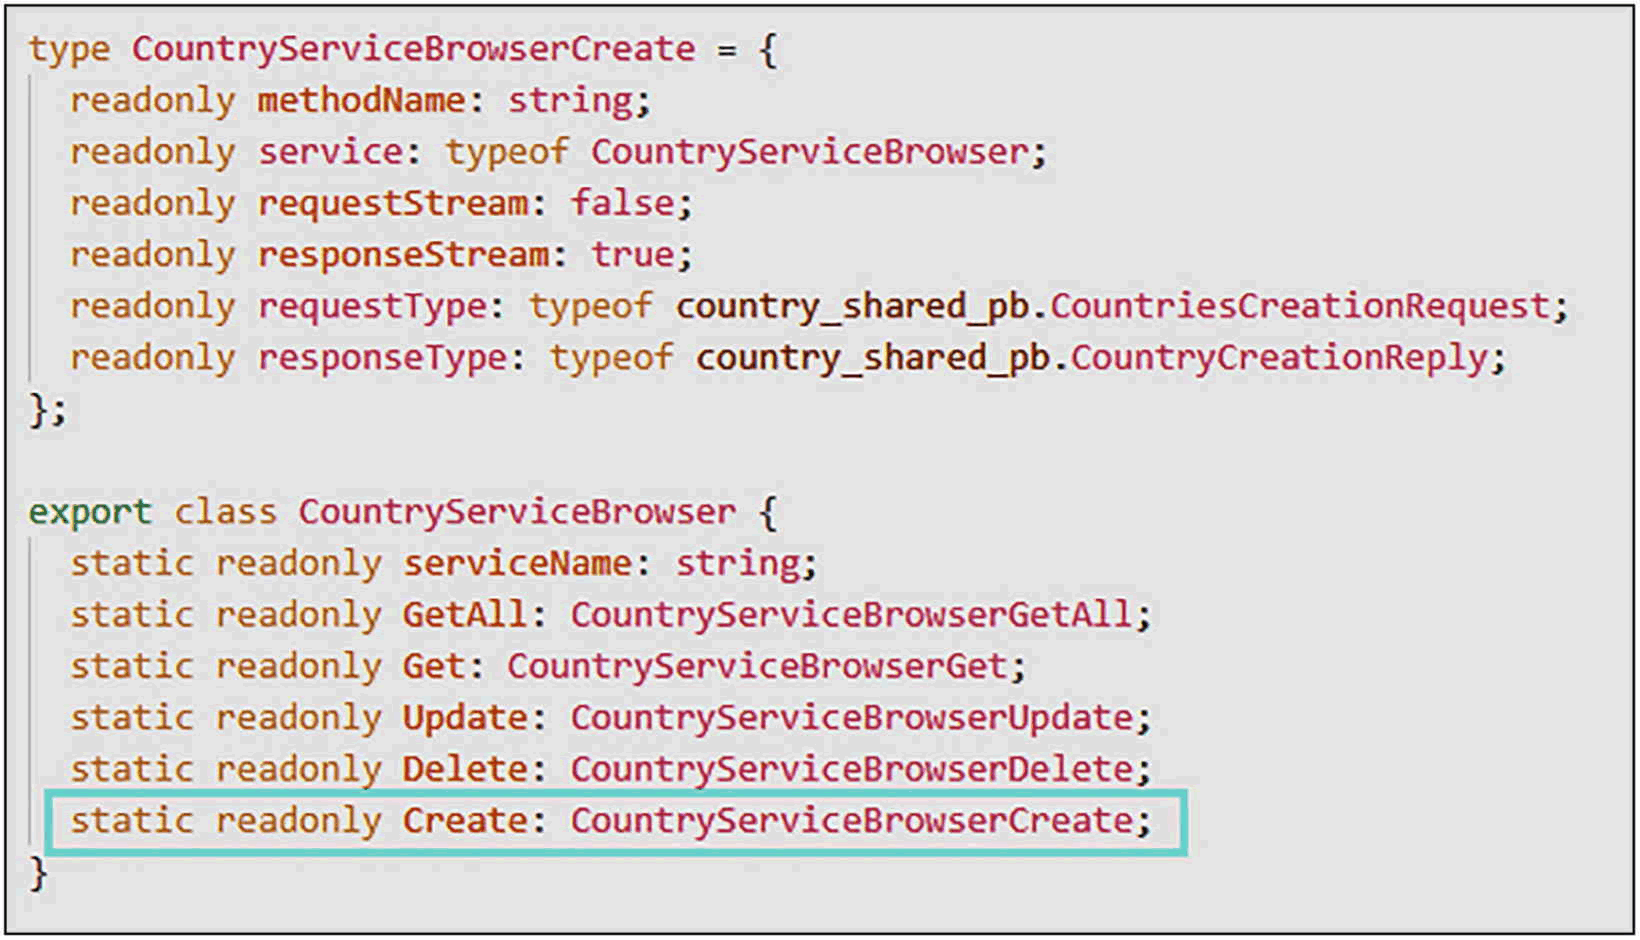 type CountryServiceBrowserCreate = {
  readonly methodName: string;
  readonly service: typeof CountryServiceBrowser;
  readonly requestStream: false;
  readonly responseStream: true;
  readonly requestType: typeof country_shared_pb.CountriesCreationRequest;
  readonly responseType: typeof country_shared_pb.CountryCreationReply;
};
export class CountryServiceBrowser {
  static readonly serviceName: string;
  static readonly GetAll: CountryServiceBrowserGetAll;
  static readonly Get: CountryServiceBrowserGet;
  static readonly Update: CountryServiceBrowserUpdate;
  static readonly Delete: CountryServiceBrowserDelete;
  static readonly Create: CountryServiceBrowserCreate;
}